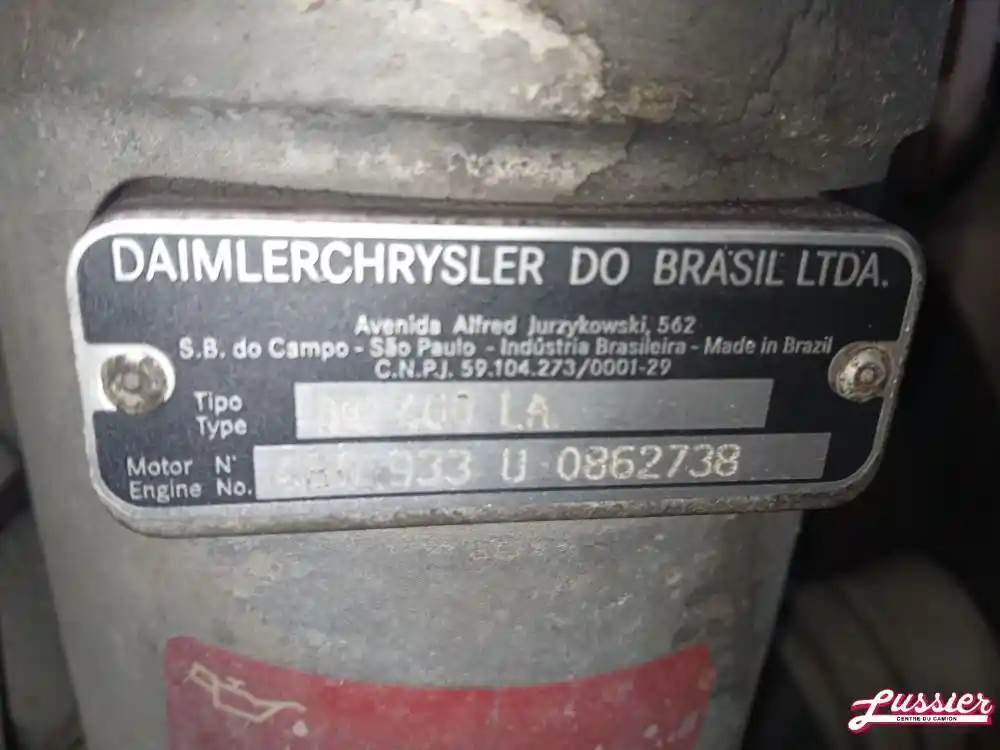 DAIMLERCHRYSLER DO BRASIL LTDA.
Avenida Alfred Jurzykowski, 562
S.B. do Campo - São Paulo - Indústria Brasileira - Made in Brazil
C.N.P.J. 59.104.273/0001-29
Tipo
Type
LA
Motor N°
Engine No.
933 U 0862738
Lussier
CENTRE DU CAMION